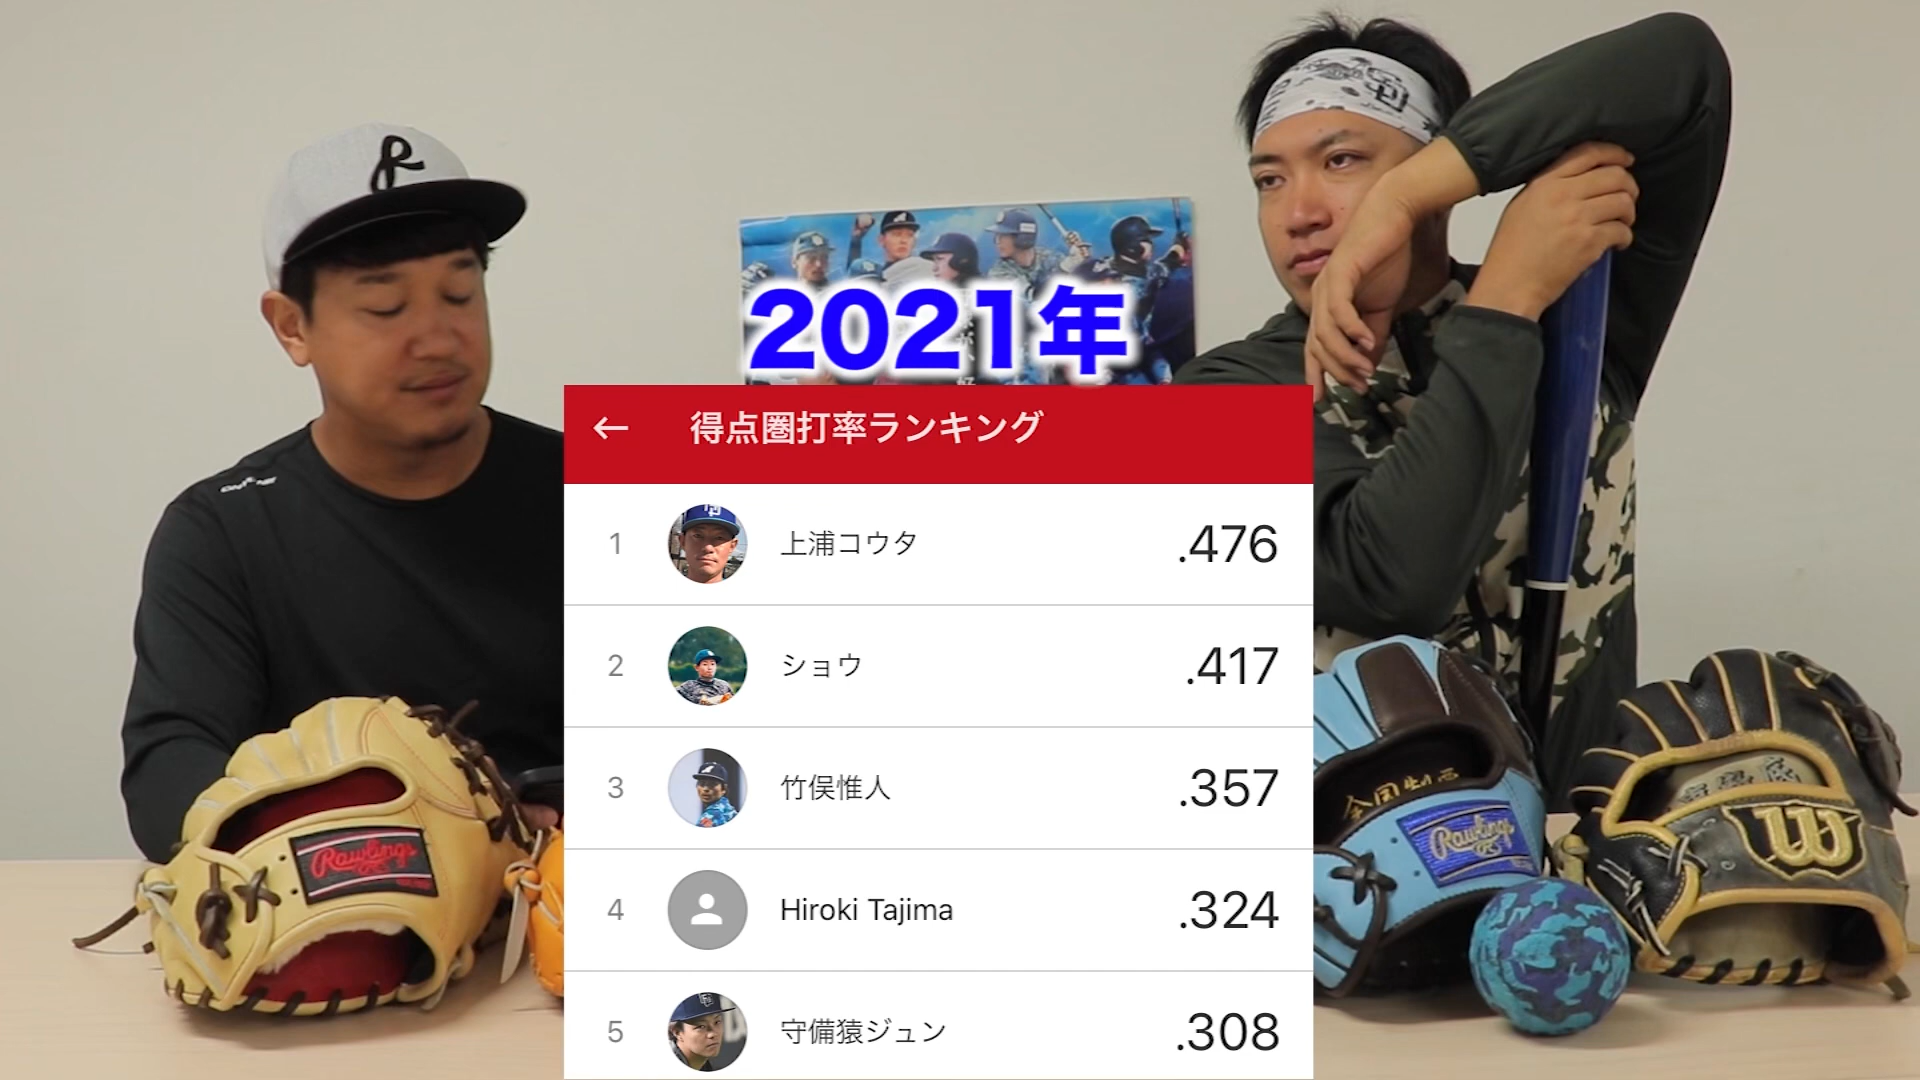 2021年
得点圏打率ランキング
1 上浦コウタ .476
2 ショウ .417
3 竹俣惟人 .357
4 Hiroki Tajima .324
5 守備猿ジュン .308
Rawlings
R
Rawlings
R
W
R